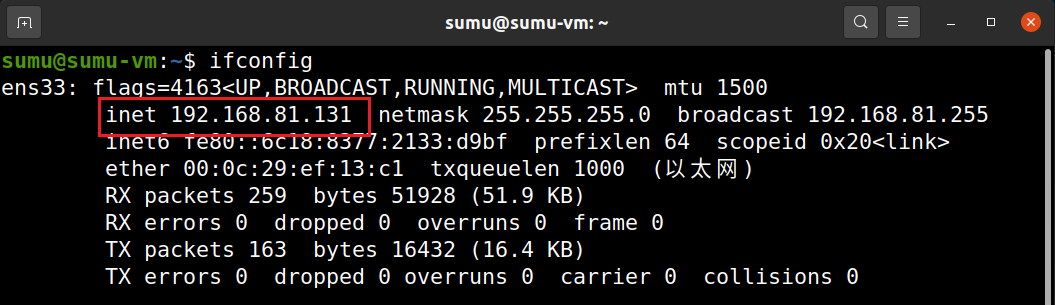 sumu@sumu-vm: ~
sumu@sumu-vm:~$ ifconfig
ens33: flags=4163<UP,BROADCAST,RUNNING,MULTICAST>  mtu 1500
        inet 192.168.81.131  netmask 255.255.255.0  broadcast 192.168.81.255
        inet6 fe80::6c18:8377:2133:d9bf  prefixlen 64  scopeid 0x20<link>
        ether 00:0c:29:ef:13:c1  txqueuelen 1000  (以太网)
        RX packets 259  bytes 51928 (51.9 KB)
        RX errors 0  dropped 0  overruns 0  frame 0
        TX packets 163  bytes 16432 (16.4 KB)
        TX errors 0  dropped 0 overruns 0  carrier 0  collisions 0